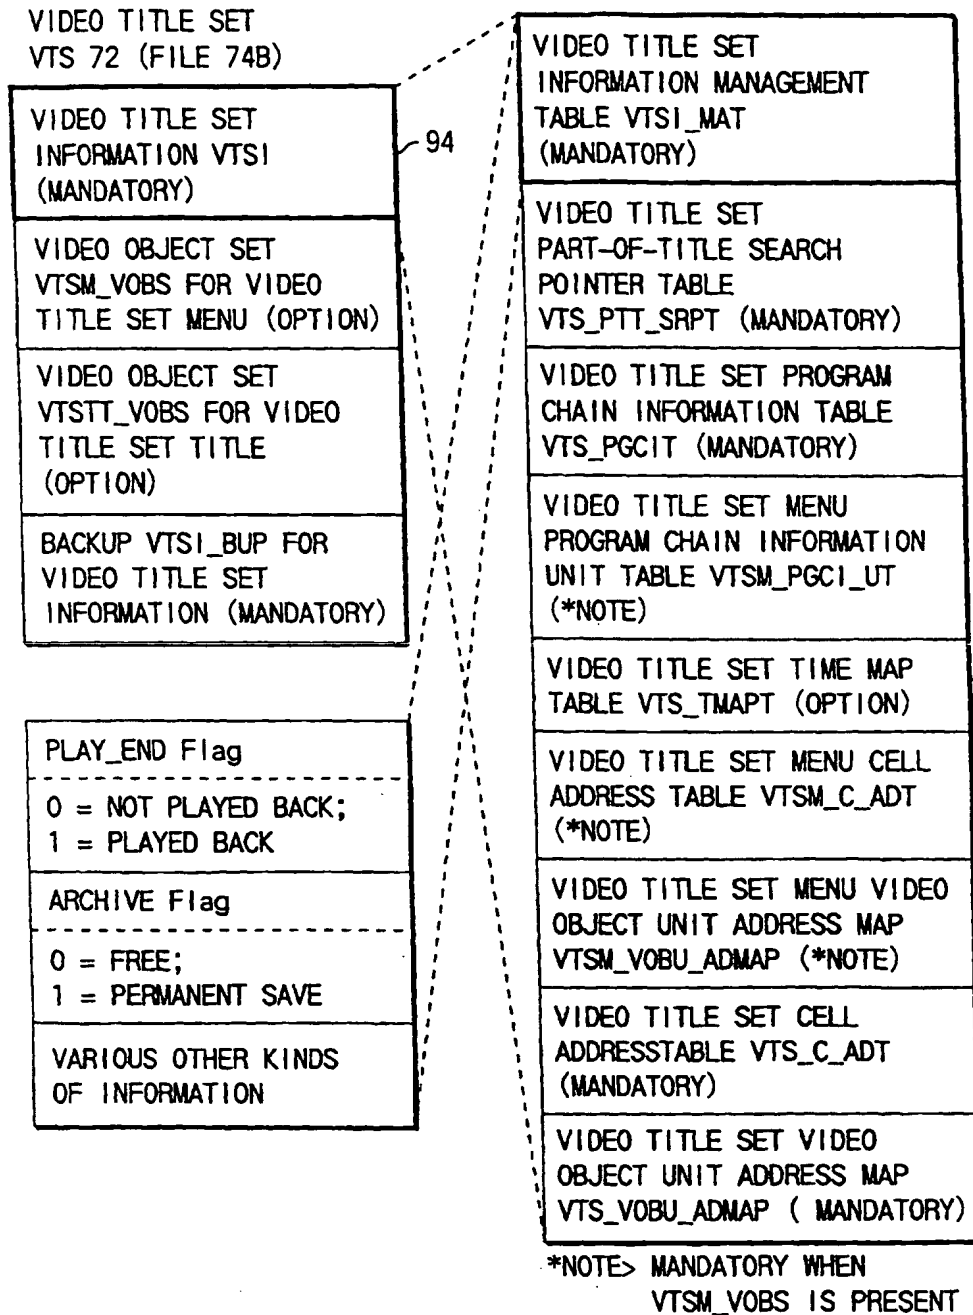 VIDEO TITLE SET
VTS 72 (FILE 74B)
VIDEO TITLE SET
INFORMATION VTSI
(MANDATORY)
94
VIDEO OBJECT SET
VTSM_VOBS FOR VIDEO
TITLE SET MENU (OPTION)
VIDEO OBJECT SET
VTSTT_VOBS FOR VIDEO
TITLE SET TITLE
(OPTION)
BACKUP VTSI_BUP FOR
VIDEO TITLE SET
INFORMATION (MANDATORY)
PLAY_END Flag
0 = NOT PLAYED BACK;
1 = PLAYED BACK
ARCHIVE Flag
0 = FREE;
1 = PERMANENT SAVE
VARIOUS OTHER KINDS
OF INFORMATION
VIDEO TITLE SET
INFORMATION MANAGEMENT
TABLE VTSI_MAT
(MANDATORY)
VIDEO TITLE SET
PART-OF-TITLE SEARCH
POINTER TABLE
VTS_PTT_SRPT (MANDATORY)
VIDEO TITLE SET PROGRAM
CHAIN INFORMATION TABLE
VTS_PGCIT (MANDATORY)
VIDEO TITLE SET MENU
PROGRAM CHAIN INFORMATION
UNIT TABLE VTSM_PGCI_UT
(*NOTE)
VIDEO TITLE SET TIME MAP
TABLE VTS_TMAPT (OPTION)
VIDEO TITLE SET MENU CELL
ADDRESS TABLE VTSM_C_ADT
(*NOTE)
VIDEO TITLE SET MENU VIDEO
OBJECT UNIT ADDRESS MAP
VTSM_VOBU_ADMAP (*NOTE)
VIDEO TITLE SET CELL
ADDRESSTABLE VTS_C_ADT
(MANDATORY)
VIDEO TITLE SET VIDEO
OBJECT UNIT ADDRESS MAP
VTS_VOBU_ADMAP ( MANDATORY)
*NOTE> MANDATORY WHEN
VTSM_VOBS IS PRESENT